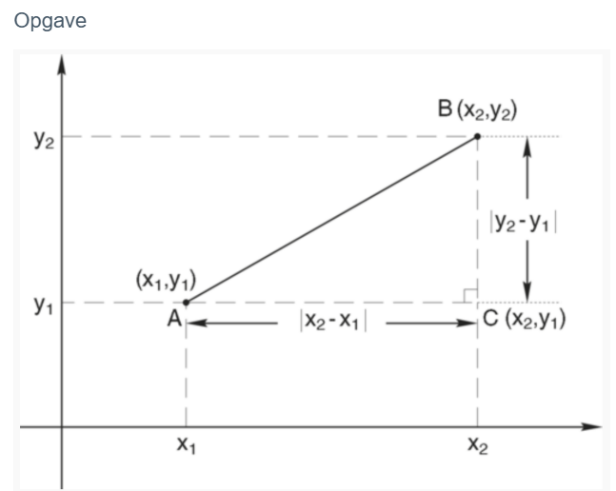 Opgave
B (x₂,y₂)
y₂
|y₂-y₁|
(x₁,y₁)
y₁
A
|x₂-x₁|
C (x₂,y₁)
x₁
x₂